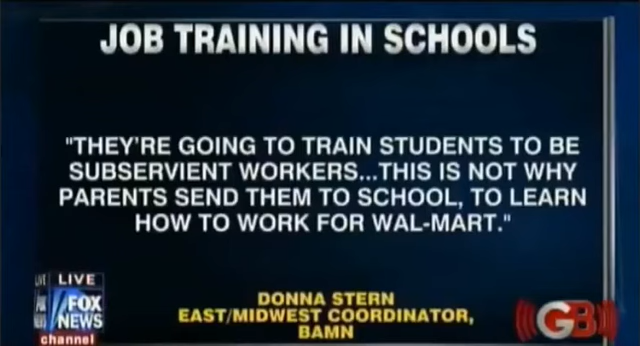 JOB TRAINING IN SCHOOLS
"THEY'RE GOING TO TRAIN STUDENTS TO BE
SUBSERVIENT WORKERS...THIS IS NOT WHY
PARENTS SEND THEM TO SCHOOL, TO LEARN
HOW TO WORK FOR WAL-MART."
DONNA STERN
EAST/MIDWEST COORDINATOR,
BAMN
LIVE
FOX
NEWS
channel
GB